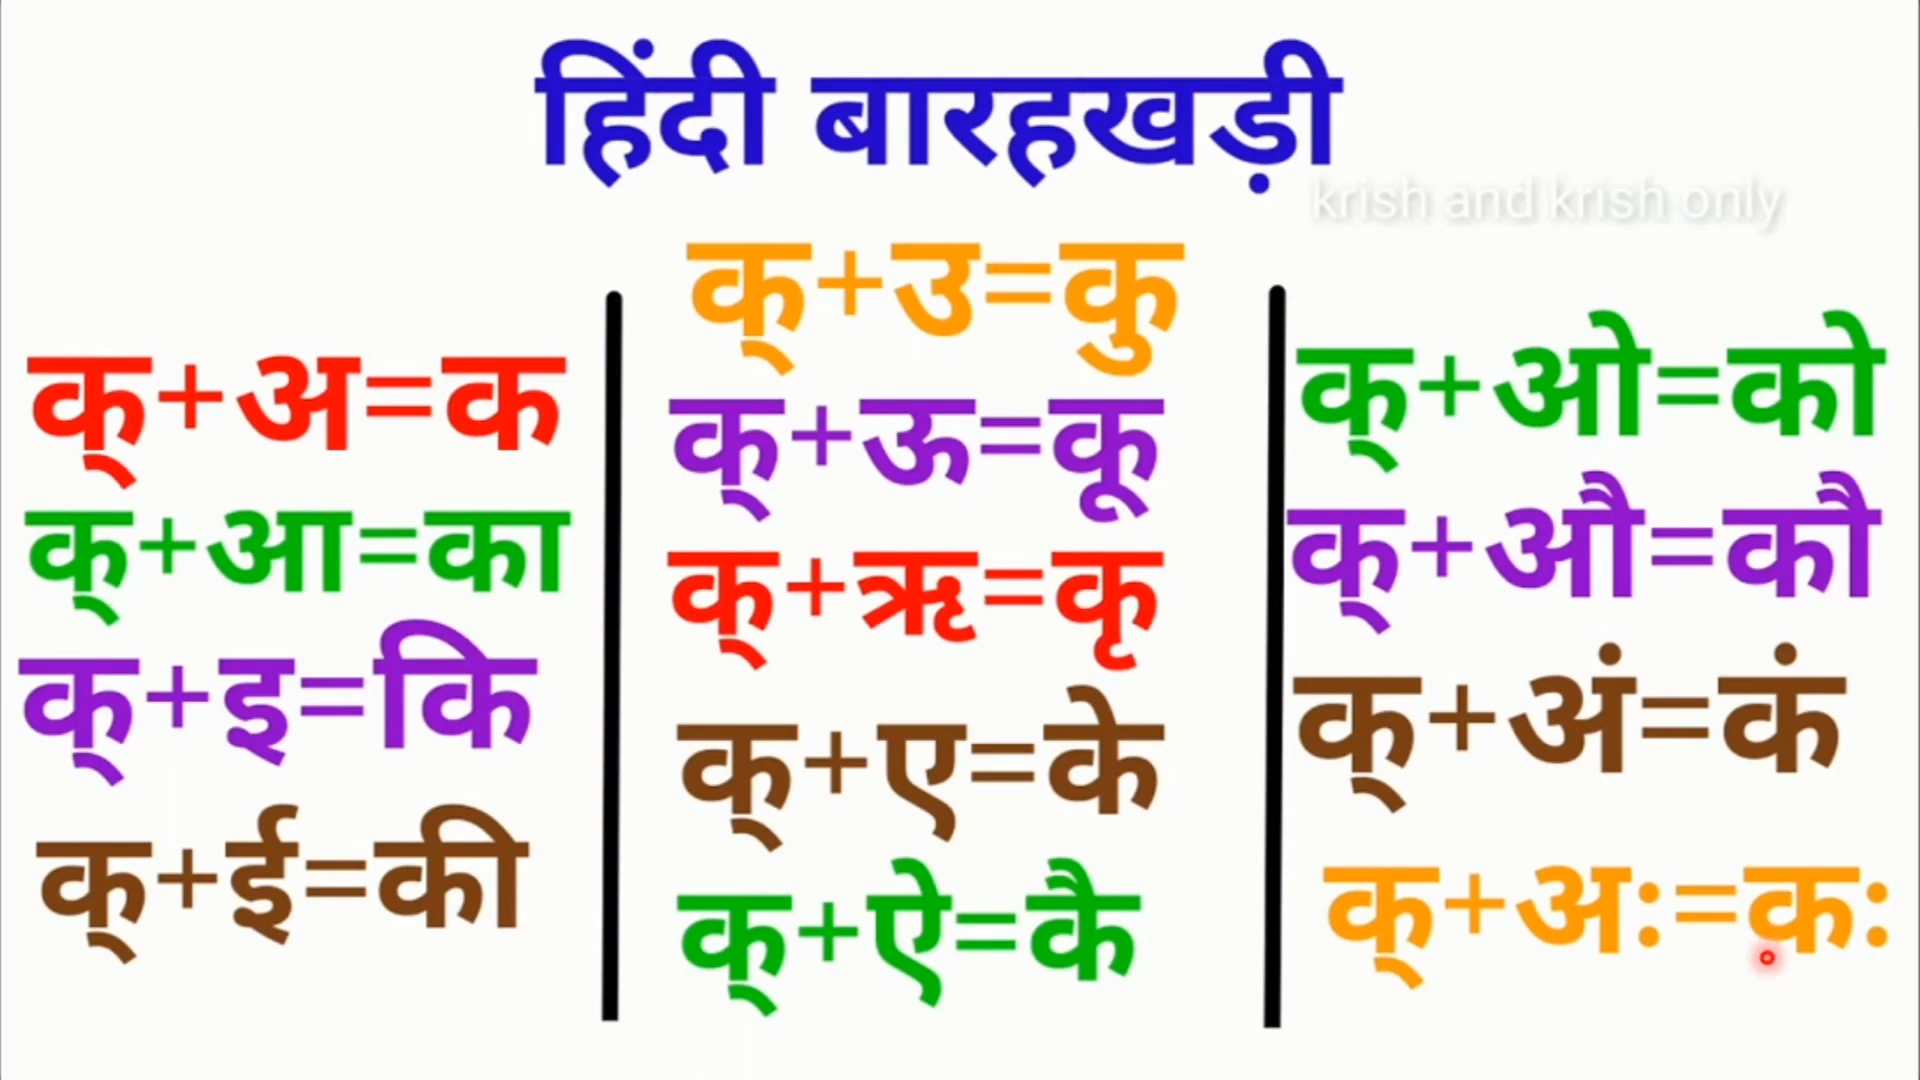 हिंदी बारहखड़ी
krish and krish only
क्+अ=क
क्+आ=का
क्+इ=कि
क्+ई=की
क्+उ=कु
क्+ऊ=कू
क्+ऋ=कृ
क्+ए=के
क्+ऐ=कै
क्+ओ=को
क्+औ=कौ
क्+अं=कं
क्+अ:=क: